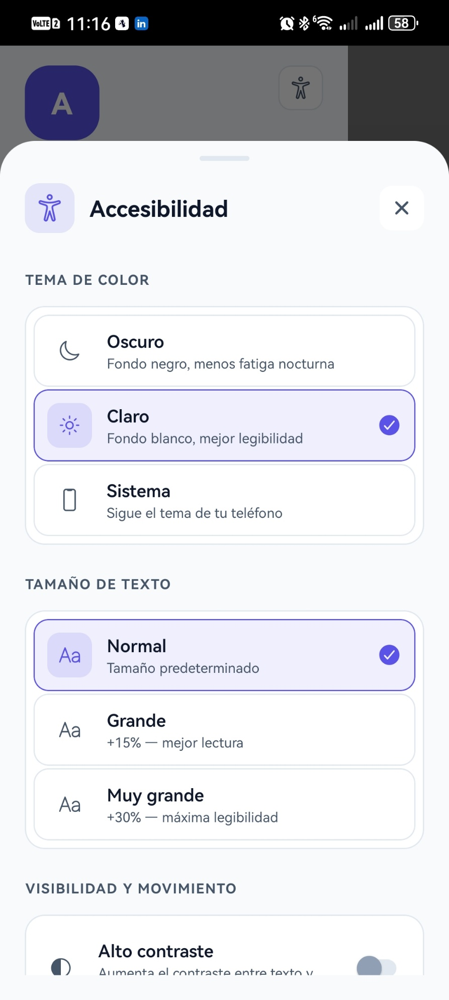 VoLTE 2 11:16 in 6 58
A
Accesibilidad
TEMA DE COLOR
Oscuro
Fondo negro, menos fatiga nocturna
Claro
Fondo blanco, mejor legibilidad
Sistema
Sigue el tema de tu teléfono
TAMAÑO DE TEXTO
Aa Normal
Tamaño predeterminado
Aa Grande
+15% — mejor lectura
Aa Muy grande
+30% — máxima legibilidad
VISIBILIDAD Y MOVIMIENTO
Alto contraste
Aumenta el contraste entre texto y